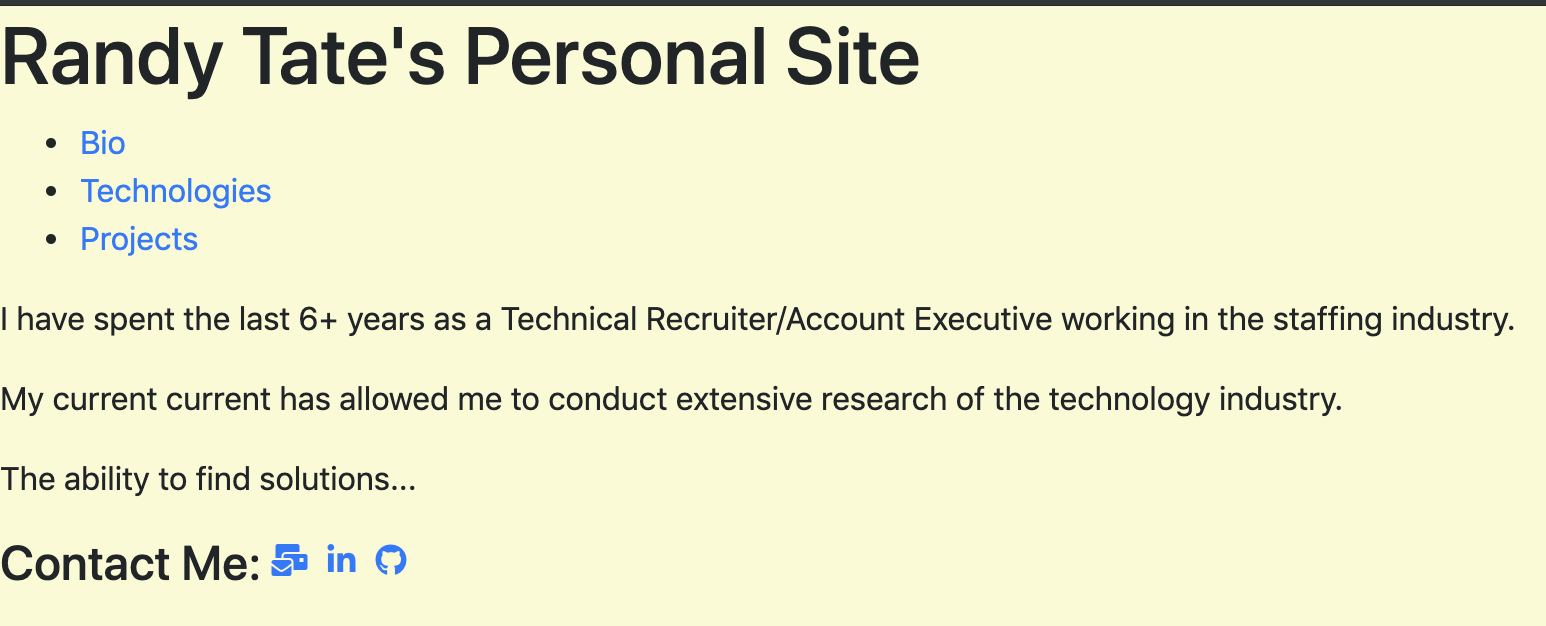 Randy Tate's Personal Site
Bio
Technologies
Projects
I have spent the last 6+ years as a Technical Recruiter/Account Executive working in the staffing industry.
My current current has allowed me to conduct extensive research of the technology industry.
The ability to find solutions...
Contact Me: in